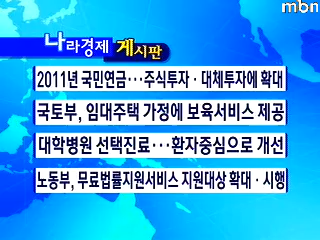 mbn
나라경제 게시판
2011년 국민연금···주식투자·대체투자에 확대
국토부, 임대주택 가정에 보육서비스 제공
대학병원 선택진료···환자중심으로 개선
노동부, 무료법률지원서비스 지원대상 확대·시행